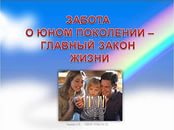 ЗАБОТА
О ЮНОМ ПОКОЛЕНИИ –
ГЛАВНЫЙ ЗАКОН
ЖИЗНИ